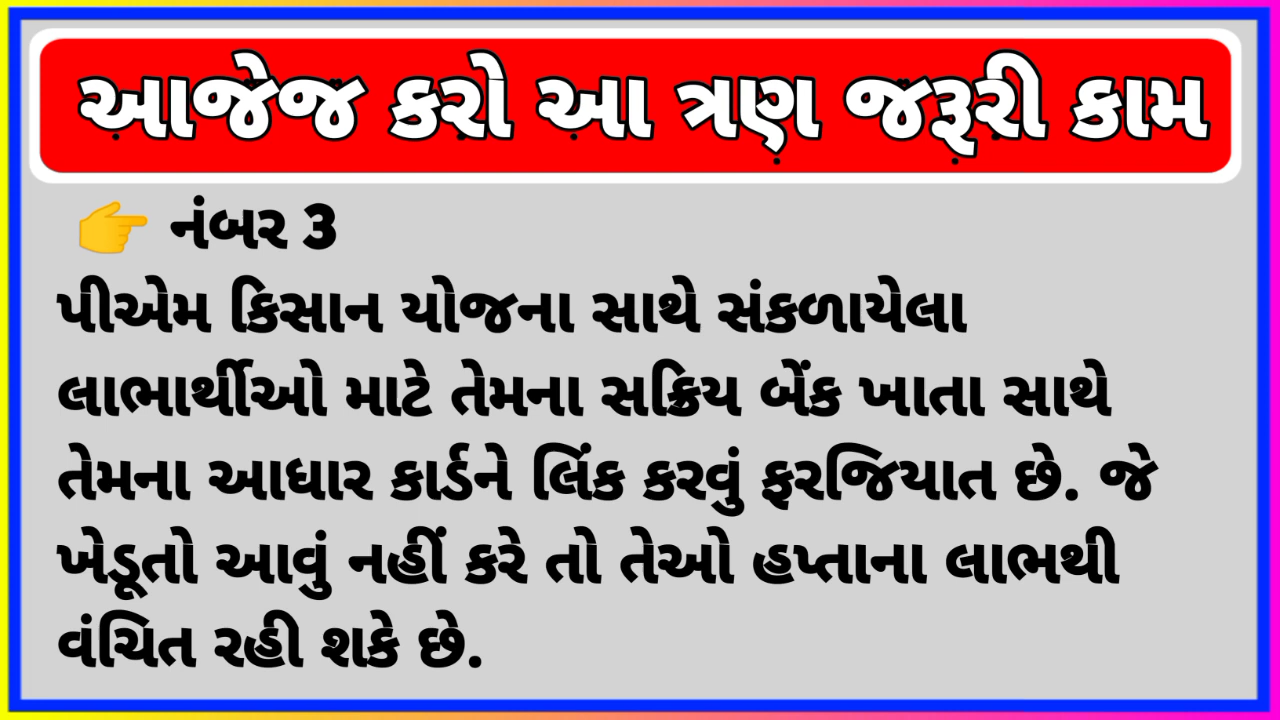 આજેજ કરો આ ત્રણ જરૂરી કામ
👉 નંબર 3
પીએમ કિસાન યોજના સાથે સંકળાયેલા
લાભાર્થીઓ માટે તેમના સક્રિય બેંક ખાતા સાથે
તેમના આધાર કાર્ડને લિંક કરવું ફરજિયાત છે. જે
ખેડૂતો આવું નહીં કરે તો તેઓ હપ્તાના લાભથી
વંચિત રહી શકે છે.